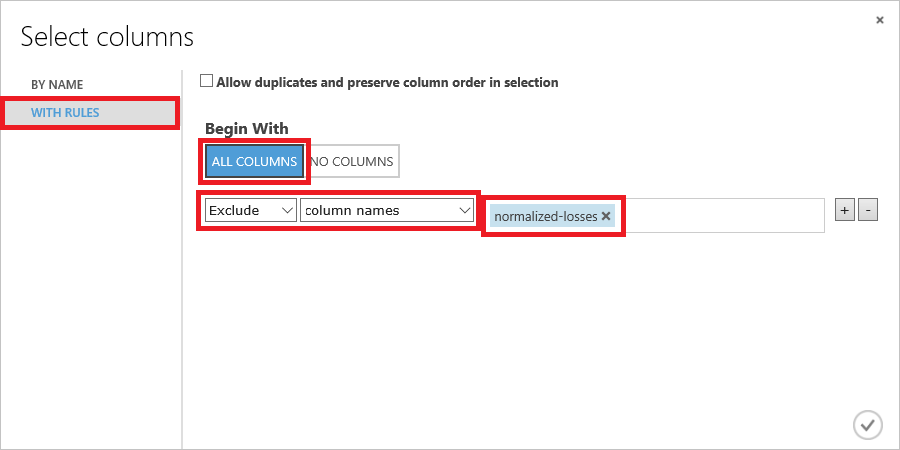 Select columns
BY NAME
WITH RULES
Allow duplicates and preserve column order in selection
Begin With
ALL COLUMNS NO COLUMNS
Exclude column names normalized-losses × + -